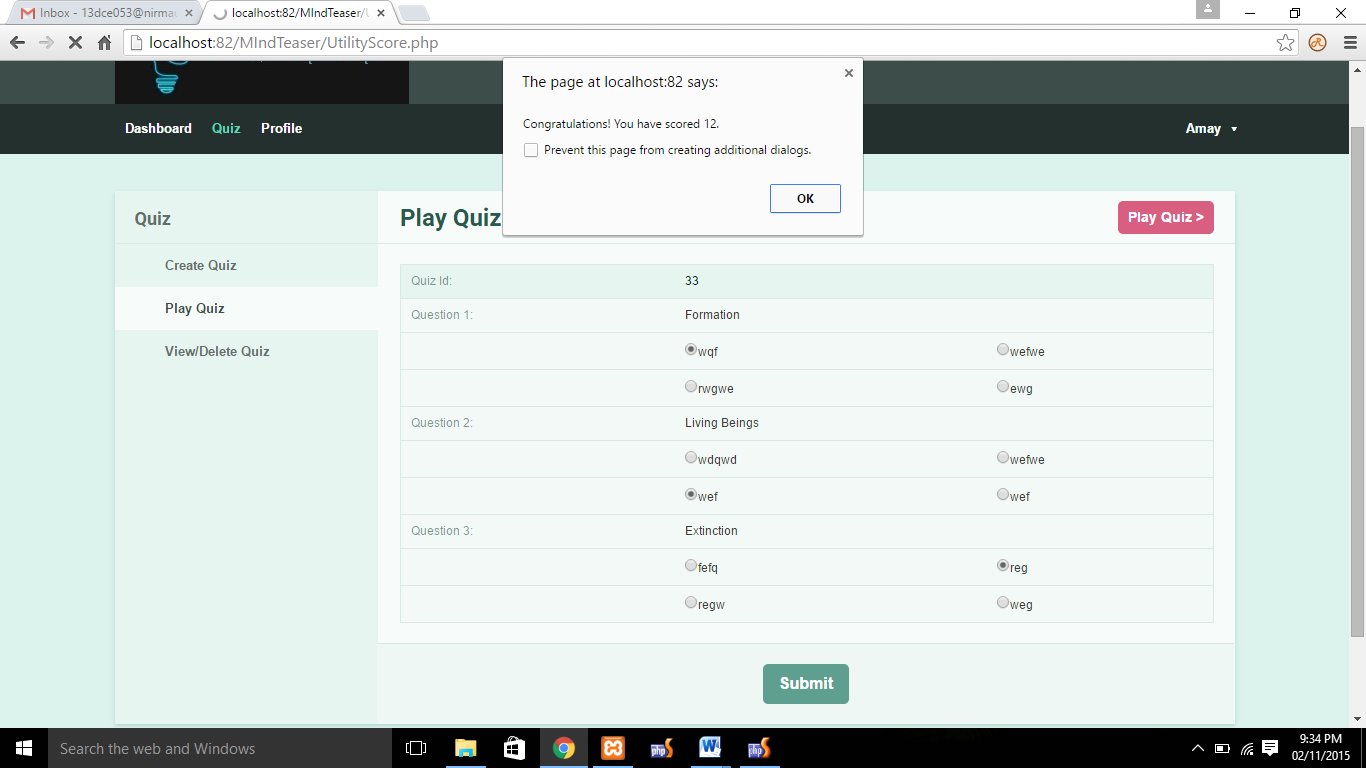 Inbox - 13dce053@nirma
localhost:82/MIndTeaser/U
localhost:82/MIndTeaser/UtilityScore.php
The page at localhost:82 says:
Congratulations! You have scored 12.
Prevent this page from creating additional dialogs.
OK
Dashboard Quiz Profile Amay
Quiz
Create Quiz
Play Quiz
View/Delete Quiz
Play Quiz
Play Quiz >
Quiz Id: 33
Question 1: Formation
wqf wefwe
rwgwe ewg
Question 2: Living Beings
wdqwd wefwe
wef wef
Question 3: Extinction
fefq reg
regw weg
Submit
Search the web and Windows
php php
9:34 PM
02/11/2015